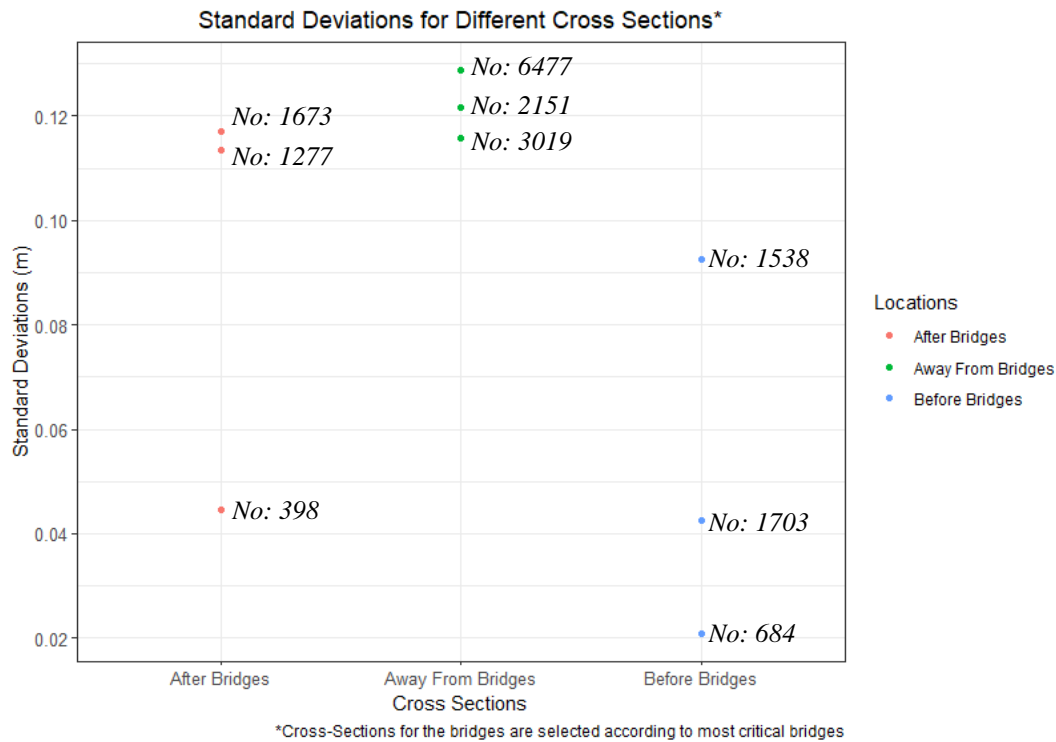 Standard Deviations for Different Cross Sections*
No: 6477
No: 2151
No: 3019
No: 1673
No: 1277
No: 1538
No: 398
No: 1703
No: 684
0.12
0.10
0.08
0.06
0.04
0.02
Standard Deviations (m)
After Bridges
Away From Bridges
Before Bridges
Cross Sections
*Cross-Sections for the bridges are selected according to most critical bridges
Locations
After Bridges
Away From Bridges
Before Bridges